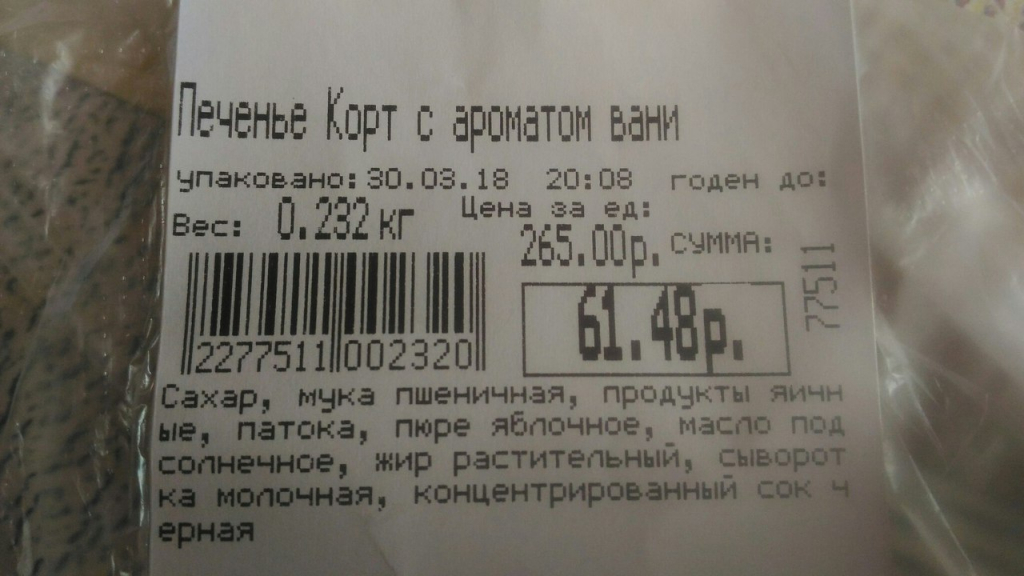 Печенье Корт с ароматом вани
упаковано:30.03.18 20:08 годен до:
Вес: 0.232 кг Цена за ед:
265.00р. СУММА:
61.48р.
77511
2277511 002320
Сахар, мука пшеничная, продукты яичн
ые, патока, пюре яблочное, масло под
солнечное, жир растительный, сыворот
ка молочная, концентрированный сок ч
ерная